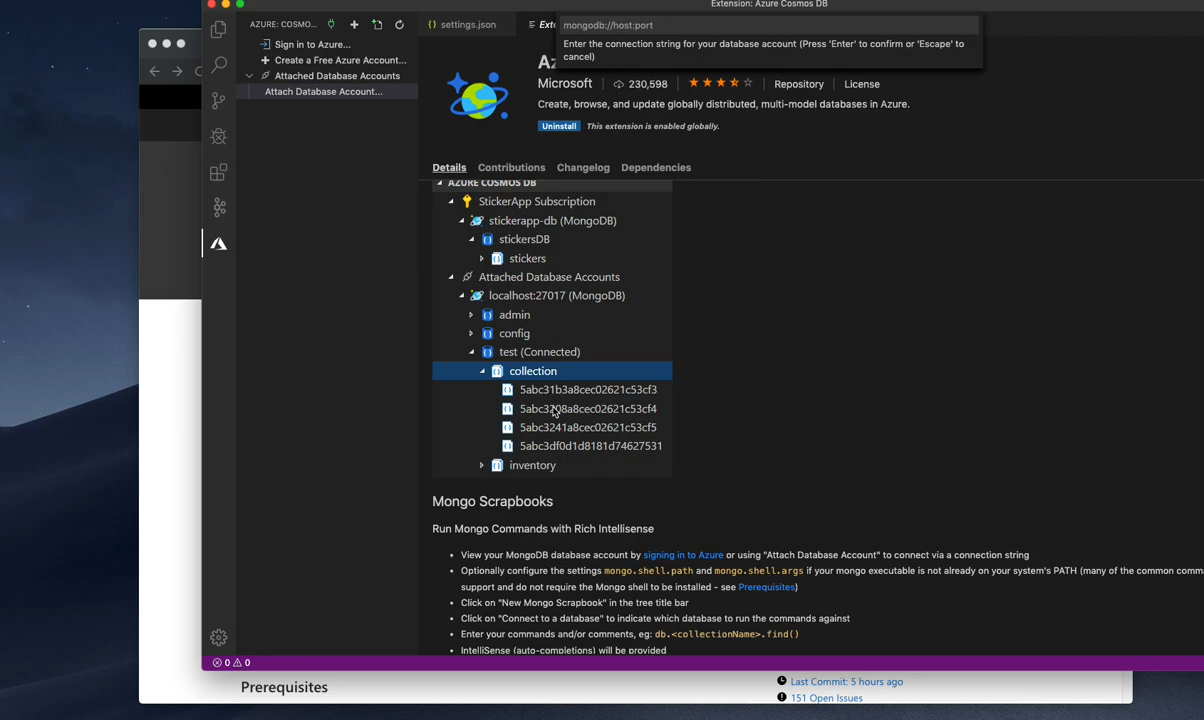 Extension: Azure Cosmos DB
AZURE: COSMO...
settings.json
mongodb://host:port
Enter the connection string for your database account (Press 'Enter' to confirm or 'Escape' to
cancel)
Sign in to Azure...
Create a Free Azure Account...
Attached Database Accounts
Attach Database Account...
Microsoft
230,598
Repository
License
Create, browse, and update globally distributed, multi-model databases in Azure.
Uninstall This extension is enabled globally.
Details Contributions Changelog Dependencies
AZURE COSMOS DB
StickerApp Subscription
stickerapp-db (MongoDB)
stickersDB
stickers
Attached Database Accounts
localhost:27017 (MongoDB)
admin
config
test (Connected)
collection
5abc31b3a8cec02621c53cf3
5abc3241a8cec02621c53cf5
5abc3df0d1d8181d74627531
inventory
Mongo Scrapbooks
Run Mongo Commands with Rich Intellisense
• View your MongoDB database account by signing in to Azure or using "Attach Database Account" to connect via a connection string
• Optionally configure the settings mongo.shell.path and mongo.shell.args if your mongo executable is not already on your system's PATH (many of the common comm
support and do not require the Mongo shell to be installed - see Prerequisites)
• Click on "New Mongo Scrapbook" in the tree title bar
• Click on "Connect to a database" to indicate which database to run the commands against
• Enter your commands and/or comments, eg: db.<collectionName>.find()
• IntelliSense (auto-completions) will be provided
0 0
Prerequisites
Last Commit: 5 hours ago
151 Open Issues